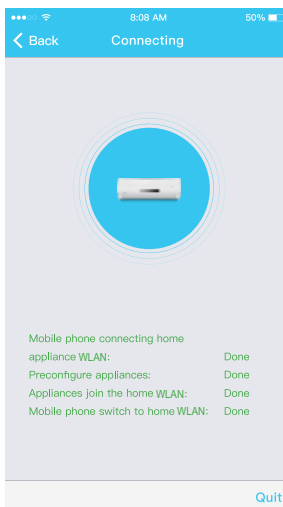 8:08 AM 50%
Back Connecting
Mobile phone connecting home
appliance WLAN: Done
Preconfigure appliances: Done
Appliances join the home WLAN: Done
Mobile phone switch to home WLAN: Done
Quit